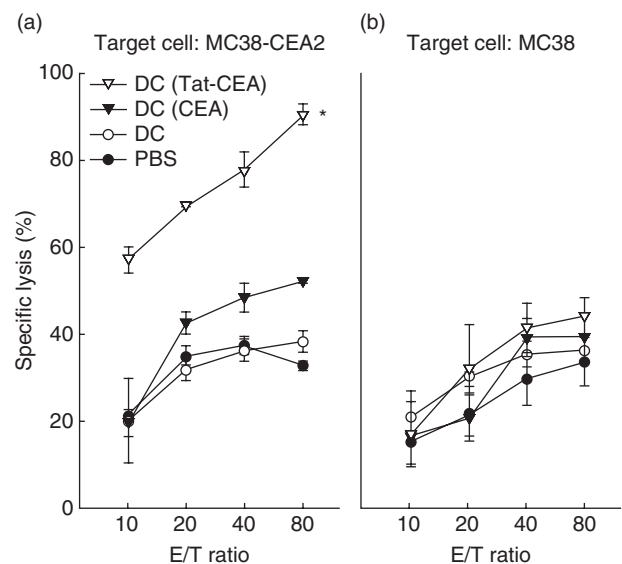 (a)
Target cell: MC38-CEA2
Specific lysis (%)
100
80
60
40
20
0
DC (Tat-CEA)
DC (CEA)
DC
PBS
*
10 20 40 80
E/T ratio
(b)
Target cell: MC38
10 20 40 80
E/T ratio